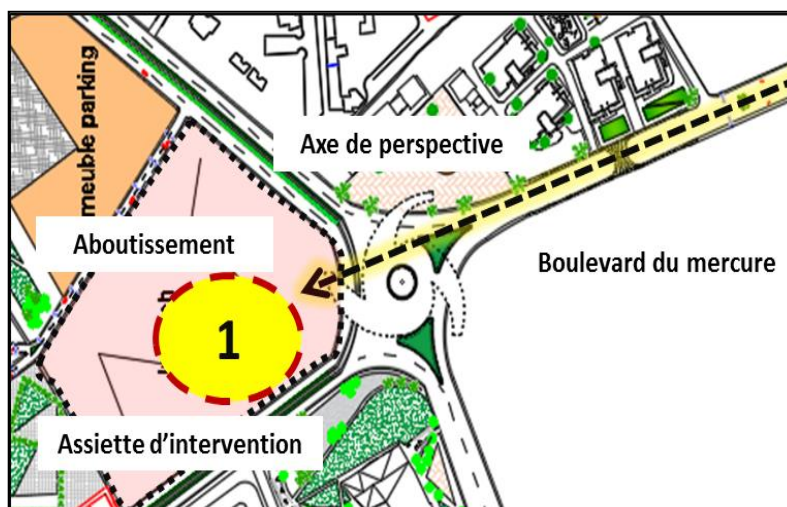 meuble parking
Axe de perspective
Aboutissement
Boulevard du mercure
1
Assiette d'intervention